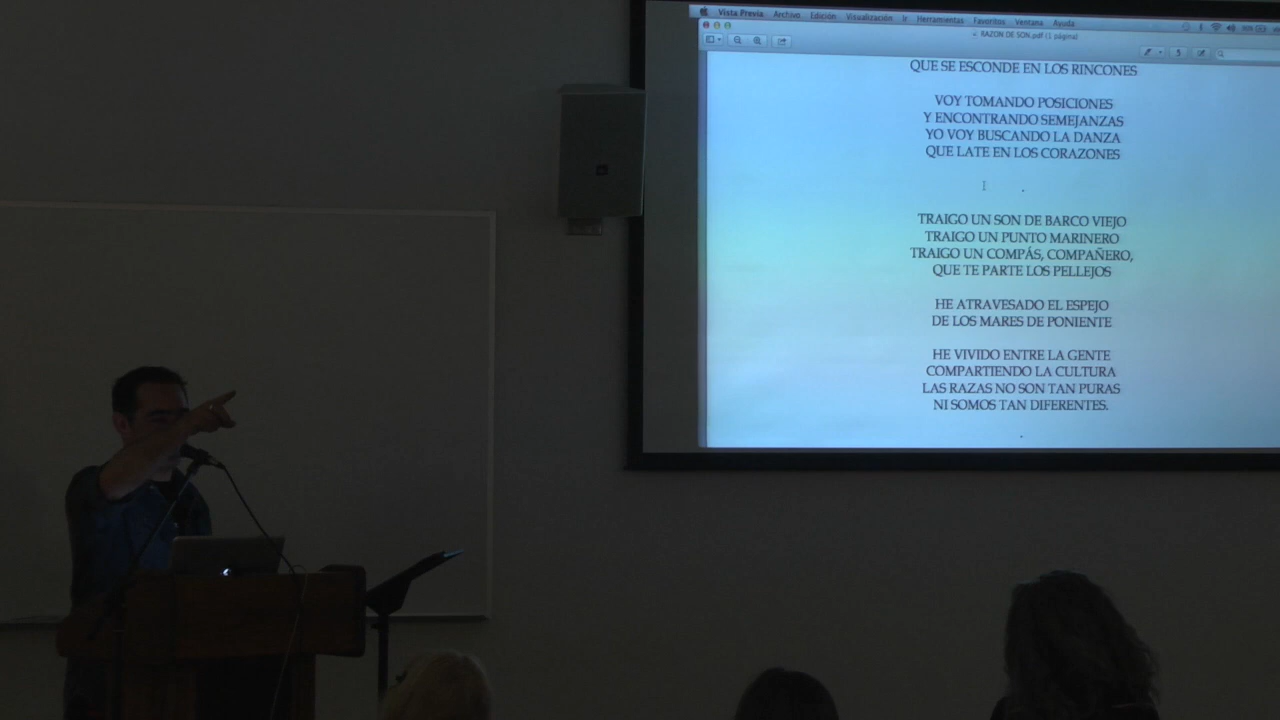 Vista Previa Archivo Edición Visualización Ir Herramientas Favoritos Ventana Ayuda
RAZON DE SON.pdf (1 página)
QUE SE ESCONDE EN LOS RINCONES
VOY TOMANDO POSICIONES
Y ENCONTRANDO SEMEJANZAS
YO VOY BUSCANDO LA DANZA
QUE LATE EN LOS CORAZONES
TRAIGO UN SON DE BARCO VIEJO
TRAIGO UN PUNTO MARINERO
TRAIGO UN COMPÁS, COMPAÑERO,
QUE TE PARTE LOS PELLEJOS
HE ATRAVESADO EL ESPEJO
DE LOS MARES DE PONIENTE
HE VIVIDO ENTRE LA GENTE
COMPARTIENDO LA CULTURA
LAS RAZAS NO SON TAN PURAS
NI SOMOS TAN DIFERENTES.